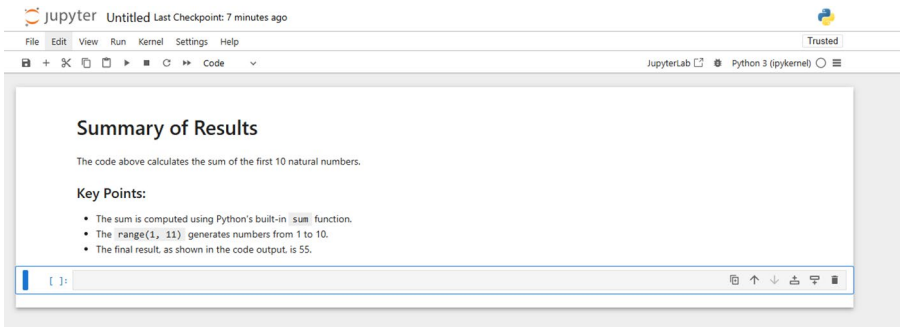 jupyter Untitled Last Checkpoint: 7 minutes ago
File Edit View Run Kernel Settings Help Trusted
Code JupyterLab Python 3 (ipykernel)
Summary of Results
The code above calculates the sum of the first 10 natural numbers.
Key Points:
• The sum is computed using Python's built-in sum function.
• The range(1, 11) generates numbers from 1 to 10.
• The final result, as shown in the code output, is 55.
[ ]: